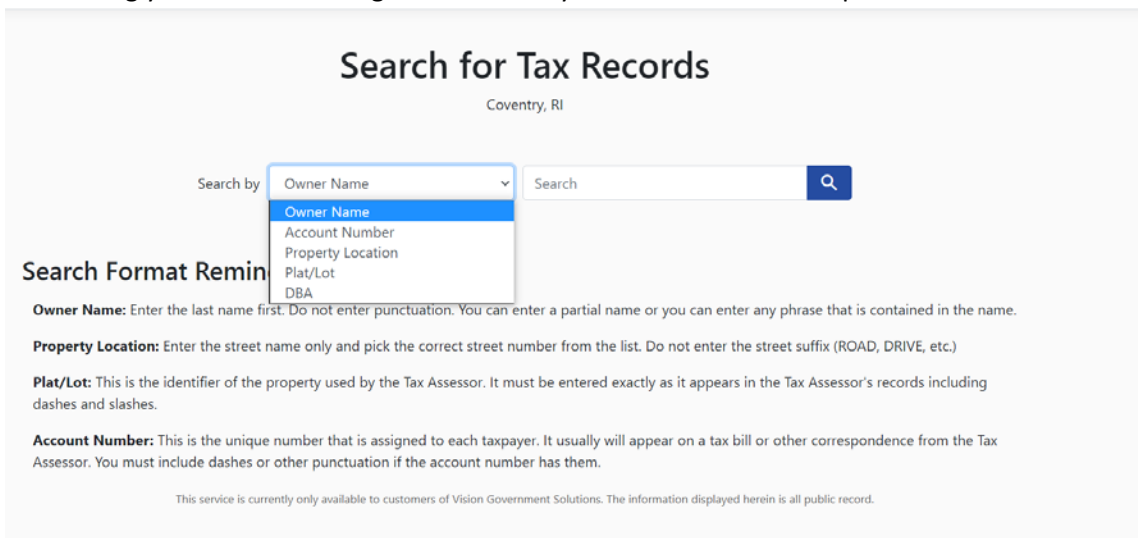 Search for Tax Records
Coventry, RI
Search by Owner Name Search
Owner Name
Account Number
Property Location
Plat/Lot
DBA
Search Format Remin
Owner Name: Enter the last name first. Do not enter punctuation. You can enter a partial name or you can enter any phrase that is contained in the name.
Property Location: Enter the street name only and pick the correct street number from the list. Do not enter the street suffix (ROAD, DRIVE, etc.)
Plat/Lot: This is the identifier of the property used by the Tax Assessor. It must be entered exactly as it appears in the Tax Assessor's records including
dashes and slashes.
Account Number: This is the unique number that is assigned to each taxpayer. It usually will appear on a tax bill or other correspondence from the Tax
Assessor. You must include dashes or other punctuation if the account number has them.
This service is currently only available to customers of Vision Government Solutions. The information displayed herein is all public record.